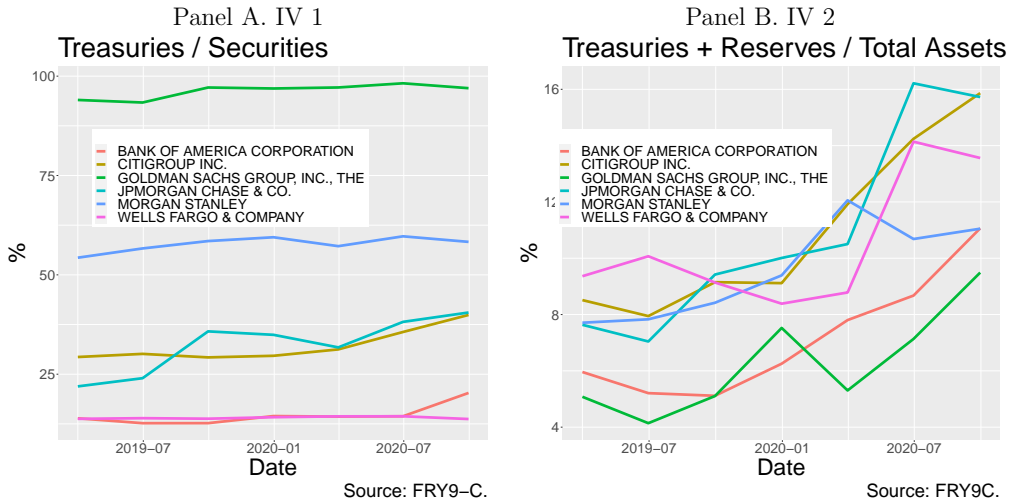 Panel A. IV 1
Treasuries / Securities
100
75
50
25
%
BANK OF AMERICA CORPORATION
CITIGROUP INC.
GOLDMAN SACHS GROUP, INC., THE
JPMORGAN CHASE & CO.
MORGAN STANLEY
WELLS FARGO & COMPANY
2019−07
2020−01
2020−07
Date
Source: FRY9−C.
Panel B. IV 2
Treasuries + Reserves / Total Assets
16
12
8
4
%
BANK OF AMERICA CORPORATION
CITIGROUP INC.
GOLDMAN SACHS GROUP, INC., THE
JPMORGAN CHASE & CO.
MORGAN STANLEY
WELLS FARGO & COMPANY
2019−07
2020−01
2020−07
Date
Source: FRY9C.